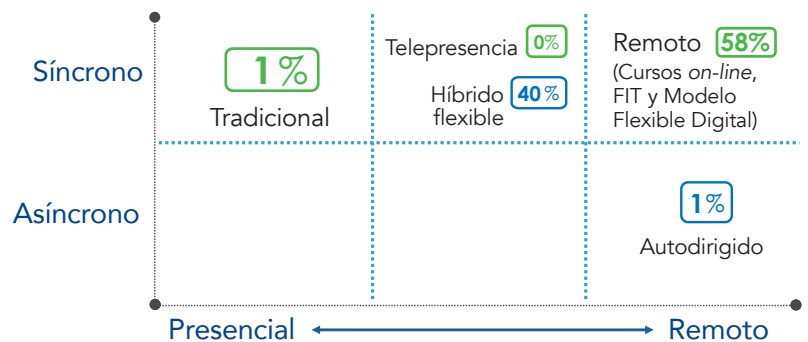 Síncrono
1%
Tradicional
Telepresencia 0%
Híbrido 40%
flexible
Remoto 58%
(Cursos on-line,
FIT y Modelo
Flexible Digital)
Asíncrono
1%
Autodirigido
Presencial
Remoto